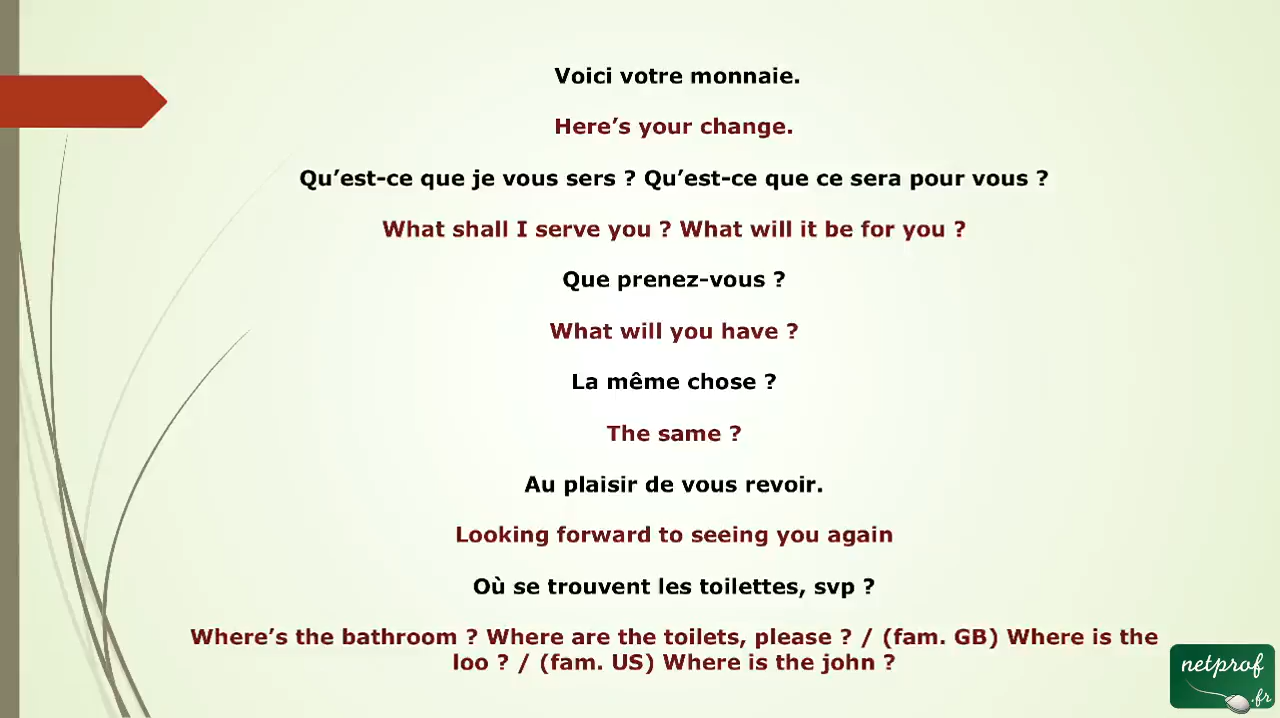 Voici votre monnaie.
Here’s your change.
Qu’est-ce que je vous sers ? Qu’est-ce que ce sera pour vous ?
What shall I serve you ? What will it be for you ?
Que prenez-vous ?
What will you have ?
La même chose ?
The same ?
Au plaisir de vous revoir.
Looking forward to seeing you again
Où se trouvent les toilettes, svp ?
Where’s the bathroom ? Where are the toilets, please ? / (fam. GB) Where is the
loo ? / (fam. US) Where is the john ?
netprof
.fr